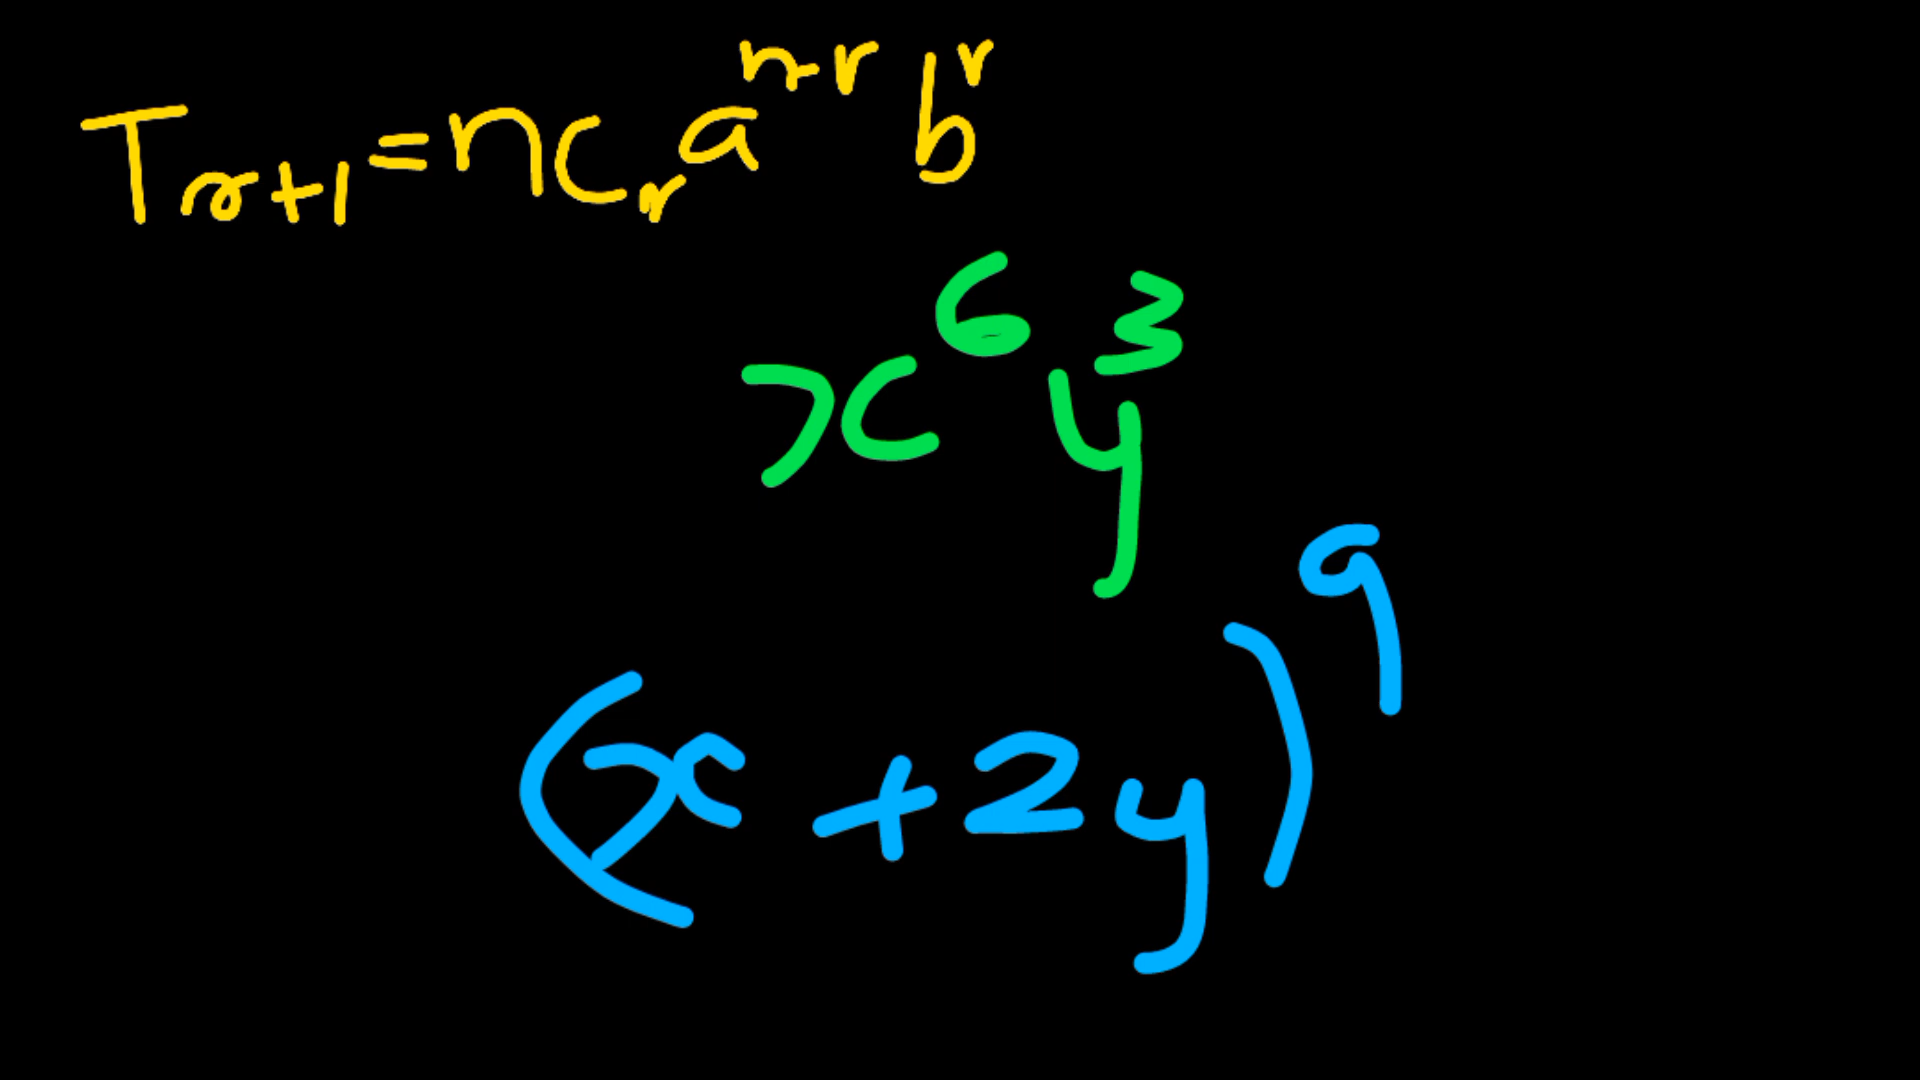 Tr+1 = nCr a^n-r b^r
x^6 y^3
(x + 2y)^9